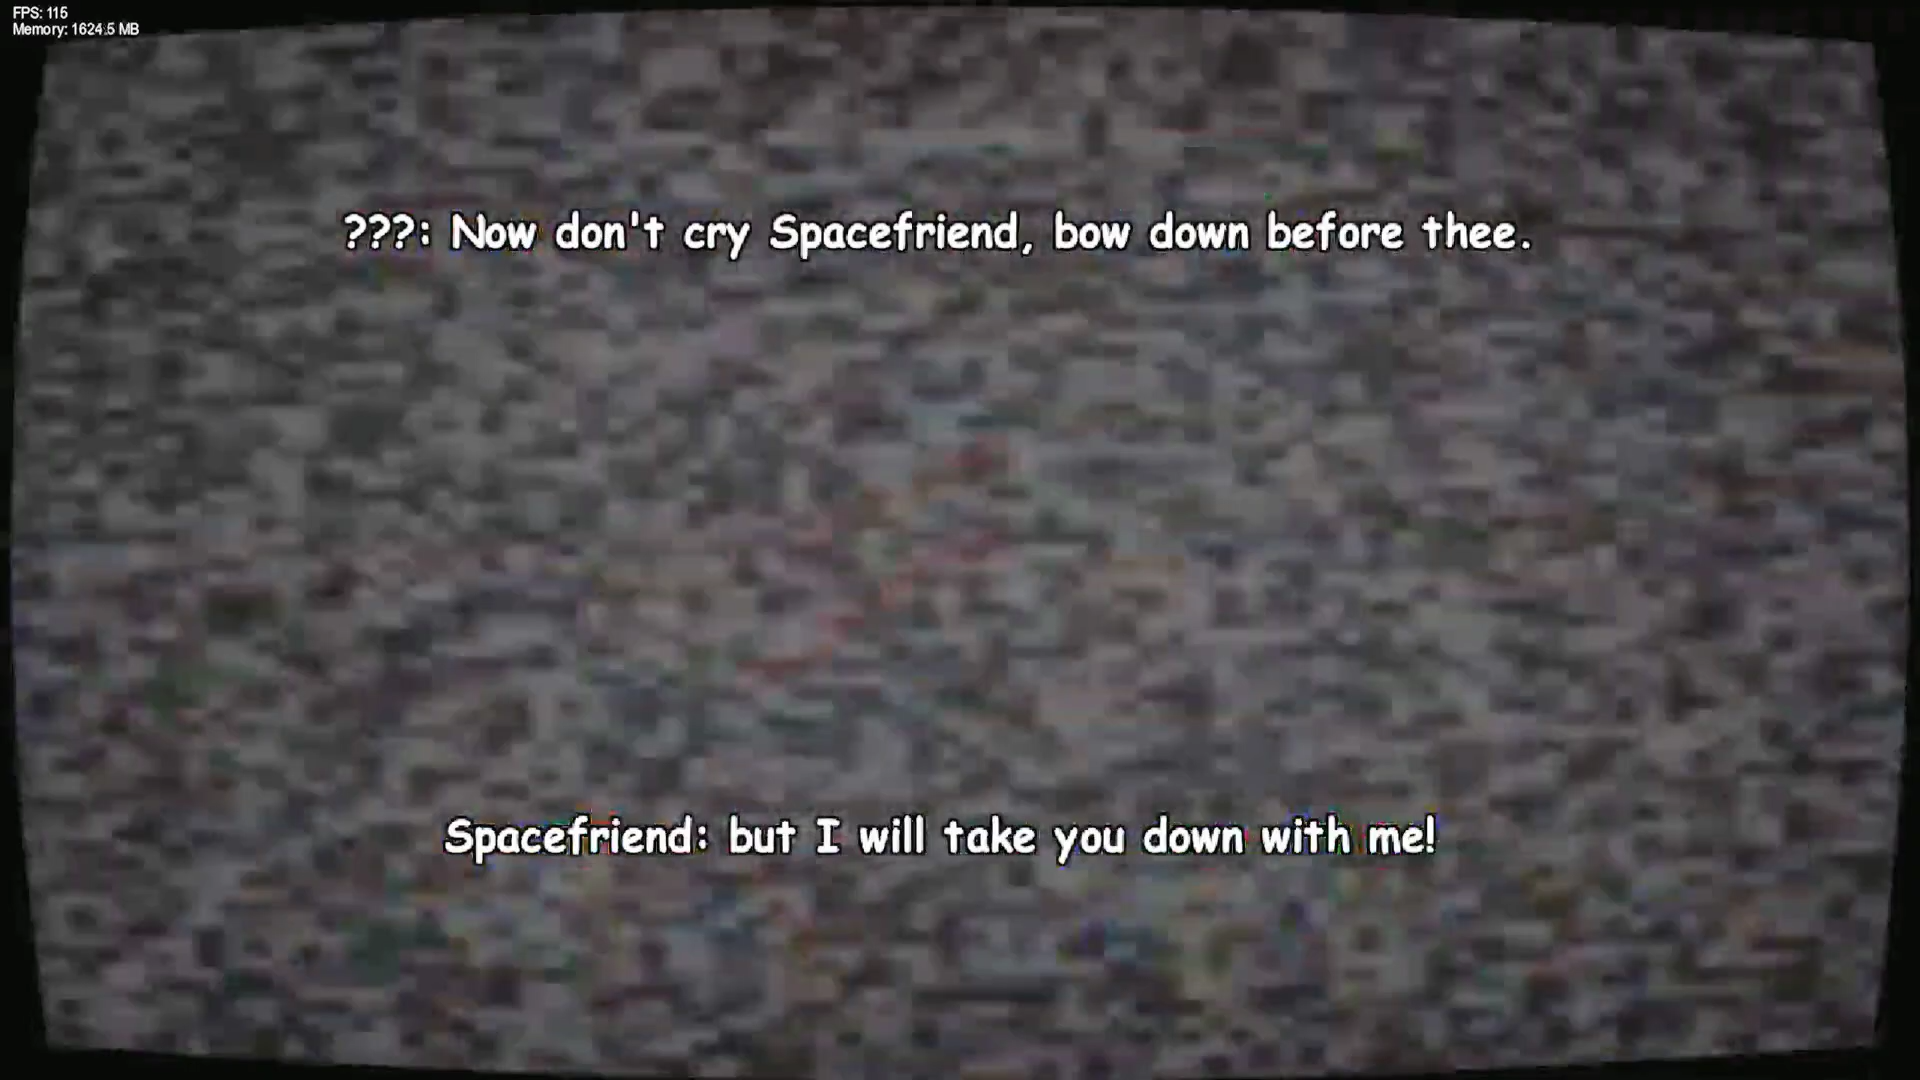 FPS: 115
Memory: 1624.5 MB
???: Now don't cry Spacefriend, bow down before thee.
Spacefriend: but I will take you down with me!